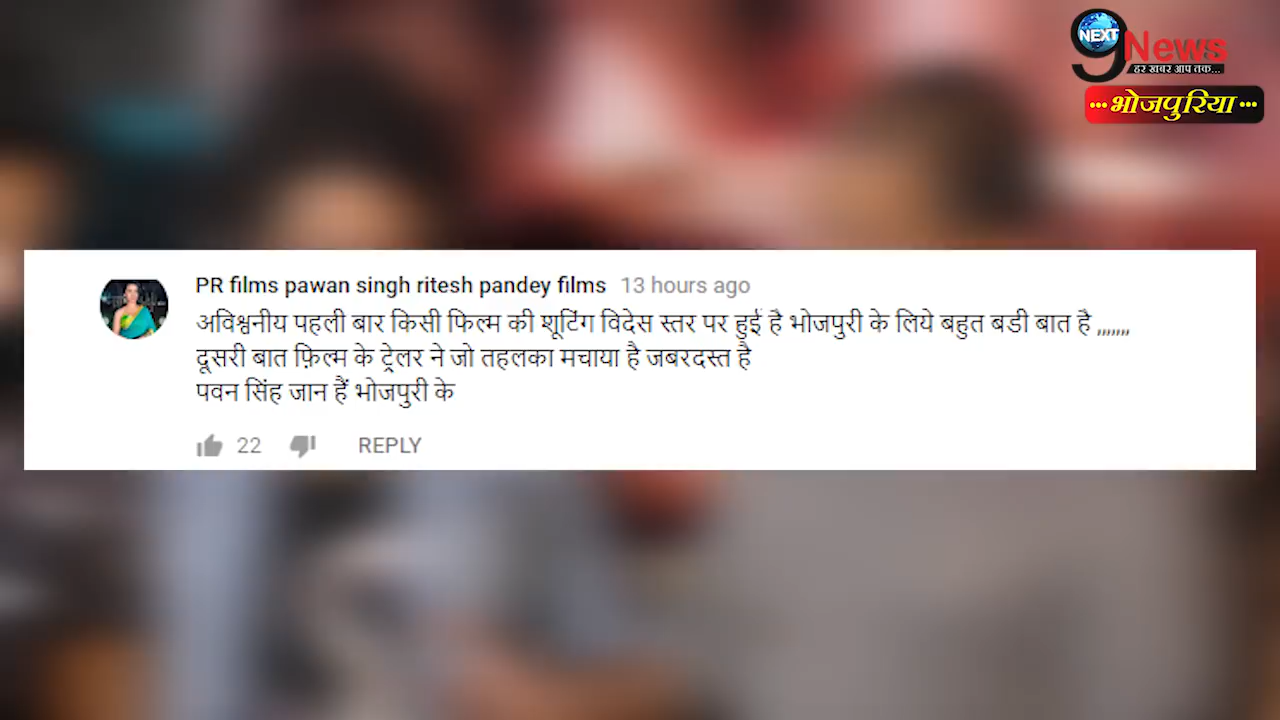 NEXT
9 News
हर खबर आप तक...
भोजपुरिया
PR films pawan singh ritesh pandey films 13 hours ago
अविश्वनीय पहली बार किसी फिल्म की शूटिंग विदेस स्तर पर हुई है भोजपुरी के लिये बहुत बडी बात है ,,,,,,,
दूसरी बात फ़िल्म के ट्रेलर ने जो तहलका मचाया है जबरदस्त है
पवन सिंह जान हैं भोजपुरी के
22 REPLY